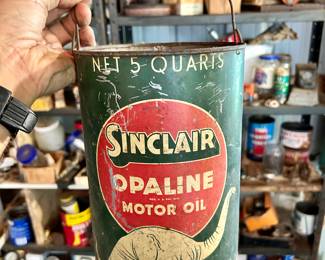 NET 5 QUARTS
SINCLAIR
OPALINE
MOTOR OIL